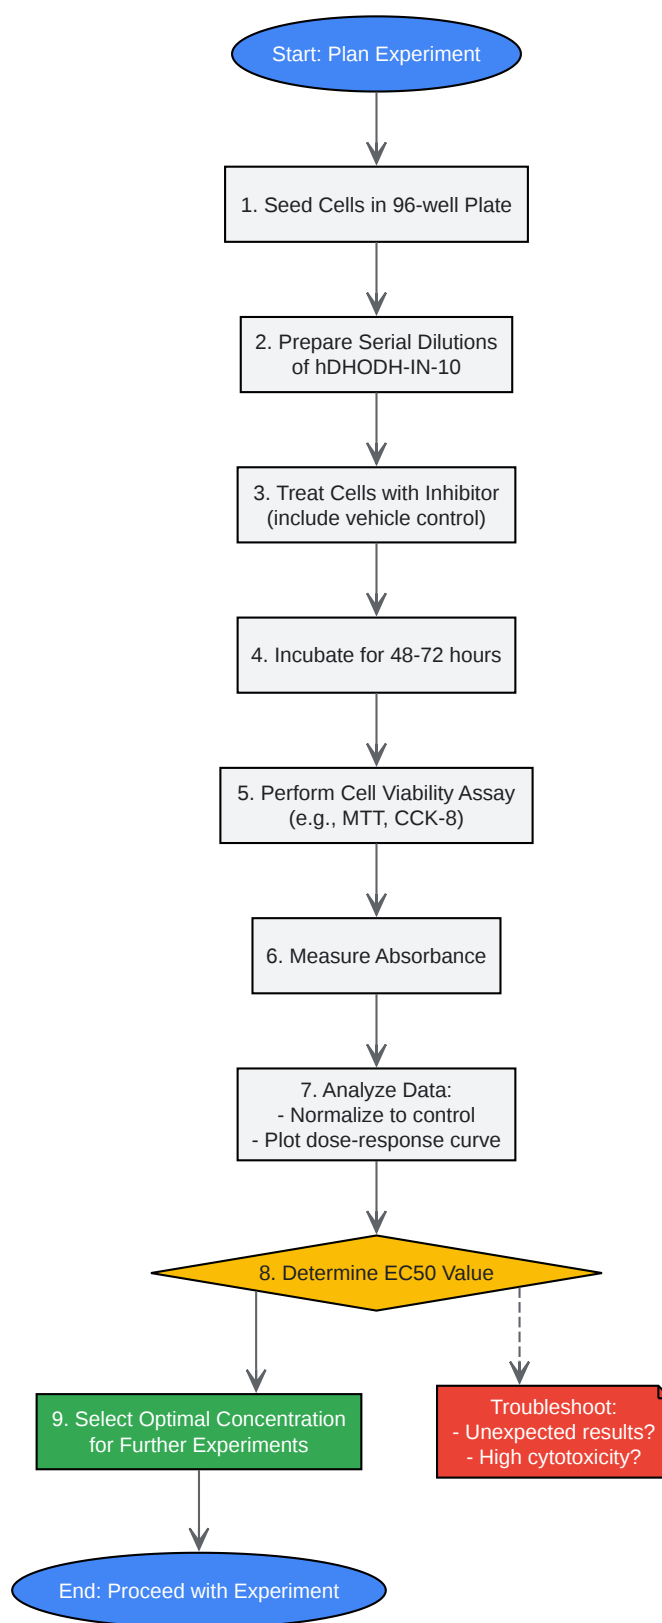 Start: Plan Experiment
1. Seed Cells in 96-well Plate
2. Prepare Serial Dilutions
of hDHODH-IN-10
3. Treat Cells with Inhibitor
(include vehicle control)
4. Incubate for 48-72 hours
5. Perform Cell Viability Assay
(e.g., MTT, CCK-8)
6. Measure Absorbance
7. Analyze Data:
- Normalize to control
- Plot dose-response curve
8. Determine EC50 Value
9. Select Optimal Concentration
for Further Experiments
Troubleshoot:
- Unexpected results?
- High cytotoxicity?
End: Proceed with Experiment